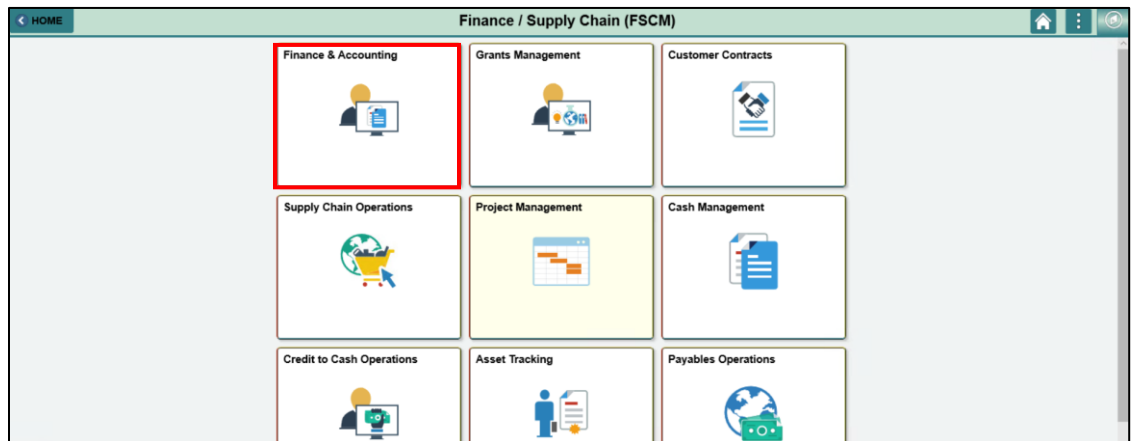 HOME
Finance / Supply Chain (FSCM)
Finance & Accounting
Grants Management
Customer Contracts
Supply Chain Operations
Project Management
Cash Management
Credit to Cash Operations
Asset Tracking
Payables Operations